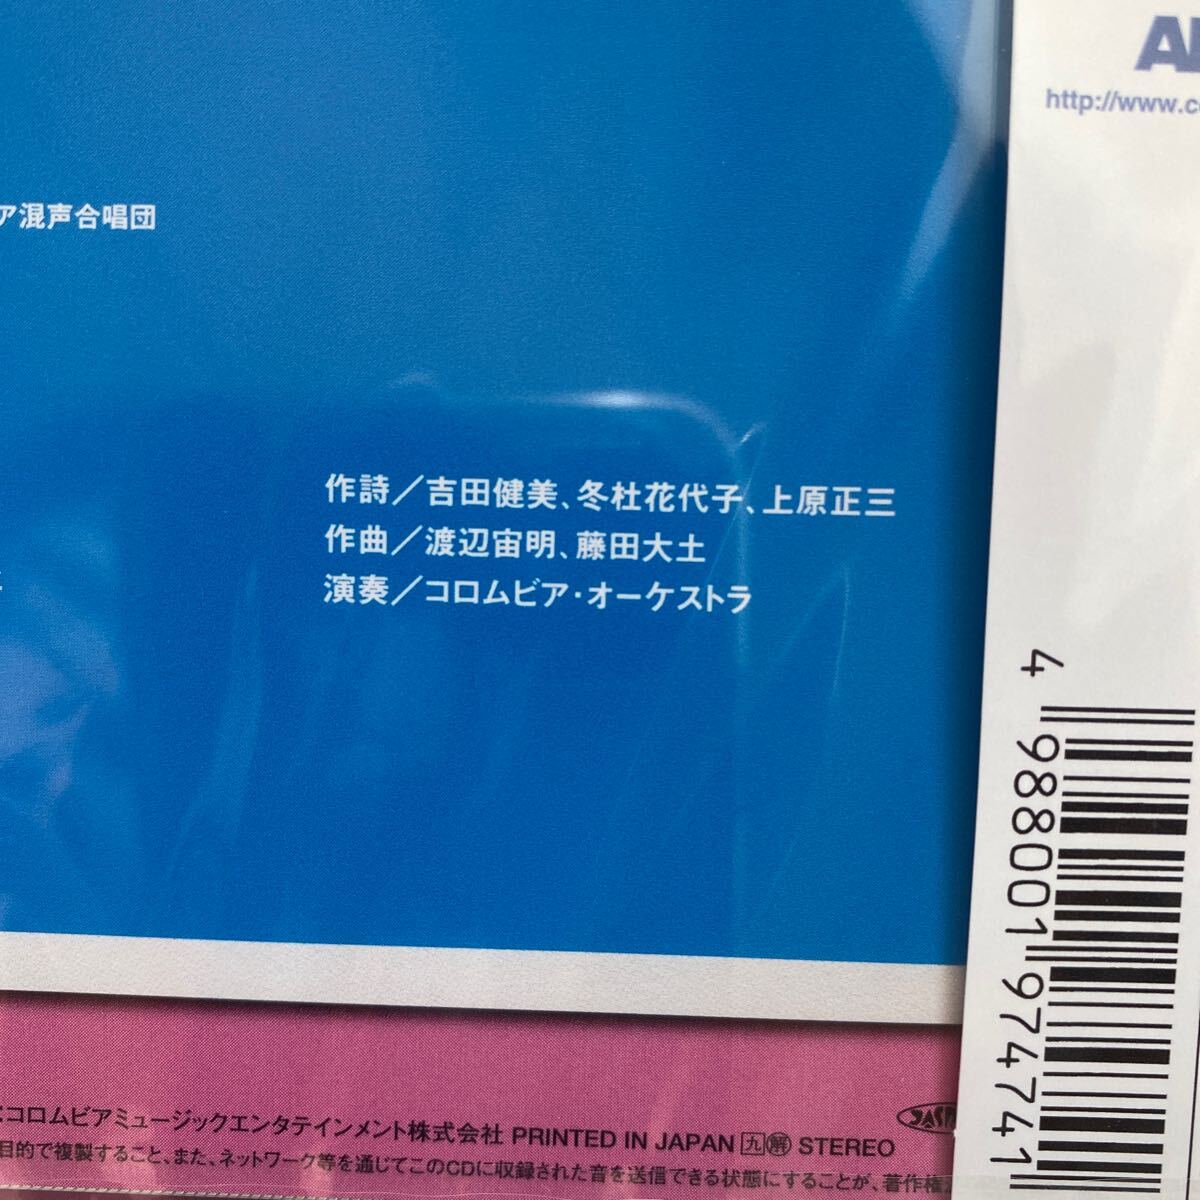 A
http://www.c
ア混声合唱団
作詩／吉田健美、冬杜花代子、上原正三
作曲／渡辺宙明、藤田大土
演奏／コロムビア・オーケストラ
4 988001 974741
:コロムビアミュージックエンタテインメント株式会社 PRINTED IN JAPAN 九 解 STEREO
目的で複製すること、また、ネットワーク等を通じてこのCDに収録された音を送信できる状態にすることが、著作権